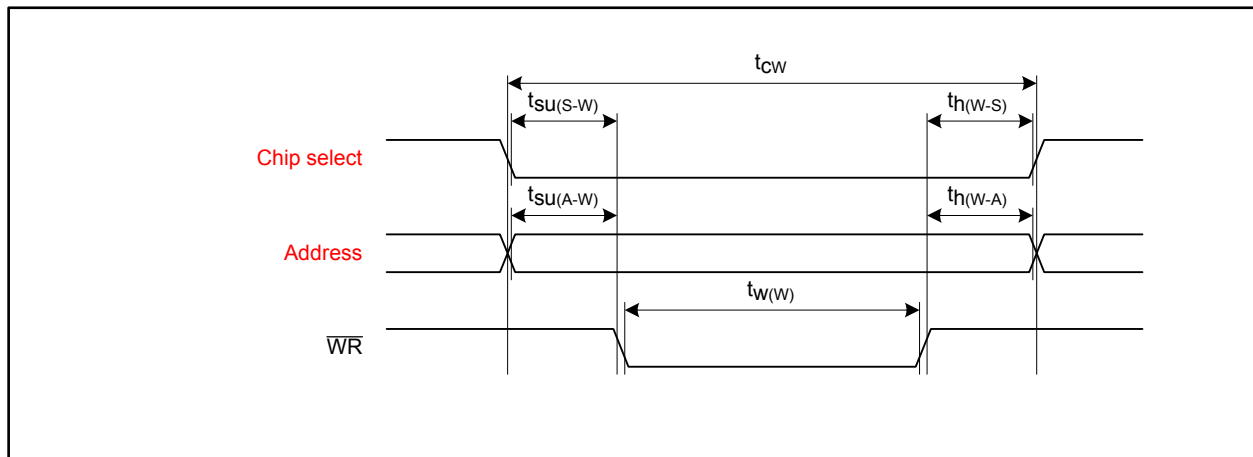 tcw
tsu(S-W) th(W-S)
Chip select
tsu(A-W) th(W-A)
Address
tw(W)
WR